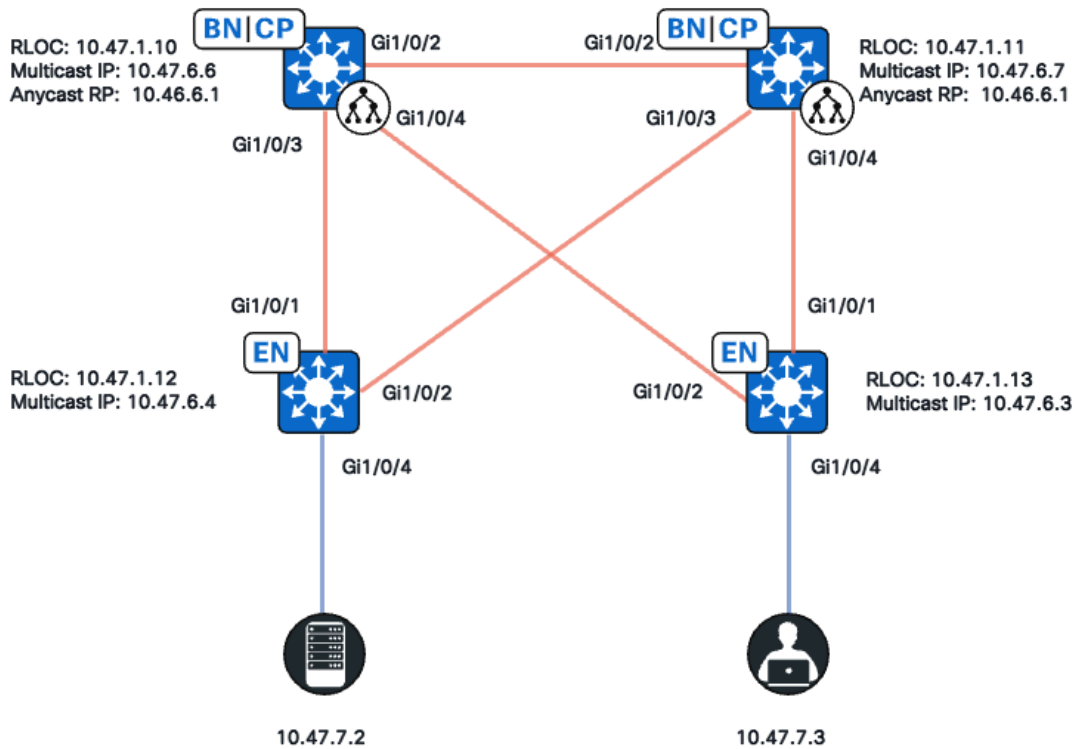 BN|CP
Gi1/0/2
Gi1/0/2
BN|CP
RLOC: 10.47.1.10
Multicast IP: 10.47.6.6
Anycast RP: 10.46.6.1
RLOC: 10.47.1.11
Multicast IP: 10.47.6.7
Anycast RP: 10.46.6.1
Gi1/0/4
Gi1/0/3
Gi1/0/3
Gi1/0/4
Gi1/0/1
Gi1/0/1
EN
EN
RLOC: 10.47.1.12
Multicast IP: 10.47.6.4
Gi1/0/2
Gi1/0/2
RLOC: 10.47.1.13
Multicast IP: 10.47.6.3
Gi1/0/4
Gi1/0/4
10.47.7.2
10.47.7.3